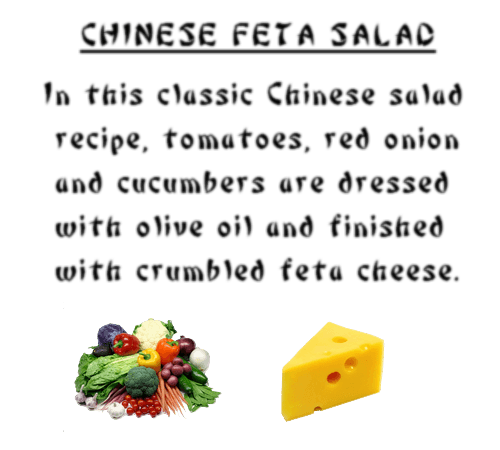 CHINESE FETA SALAD
In this classic Chinese salad
recipe, tomatoes, red onion
and cucumbers are dressed
with olive oil and finished
with crumbled feta cheese.